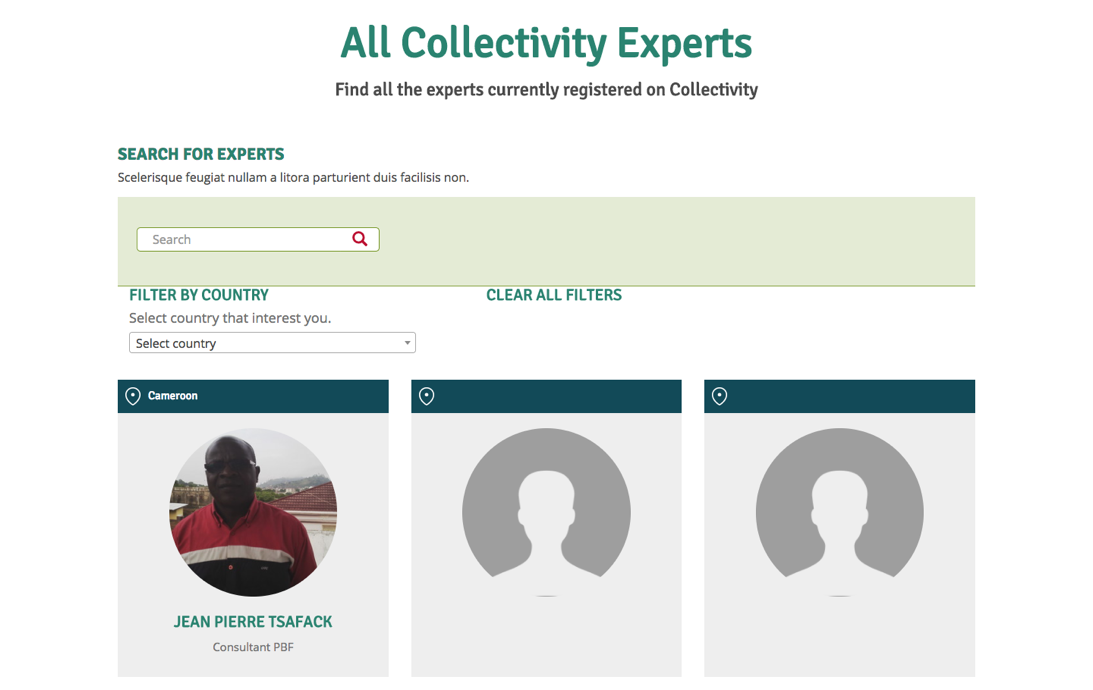 All Collectivity Experts
Find all the experts currently registered on Collectivity
SEARCH FOR EXPERTS
Scelerisque feugiat nullam a litora parturient duis facilisis non.
Search
FILTER BY COUNTRY
CLEAR ALL FILTERS
Select country that interest you.
Select country
Cameroon
JEAN PIERRE TSAFACK
Consultant PBF